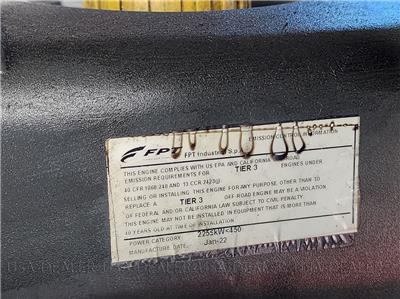 EMISSION CONTROL INFORMATION
FPT
FPT Industrial S.p.
THIS ENGINE COMPLIES WITH US EPA AND CALIFORNIA ROAD
EMISSION REQUIREMENTS FOR TIER 3 ENGINES UNDER
40 CFR 1068.240 AND 13 CCR 2423(j)
SELLING OR INSTALLING THIS ENGINE FOR ANY PURPOSE OTHER TO
REPLACE A TIER 3 OFF-ROAD ENGINE MAY BE A VIOLATION
OF FEDERAL AND OR CALIFORNIA LAW SUBJECT TO CIVIL PENALTY.
THIS ENGINE MAY NOT BE INSTALLED IN EQUIPMENT THAT IS MORE THAN
40 YEARS OLD AT TIME OF INSTALLATION
POWER CATEGORY 225≤kW<450
MANUFACTURE DATE: Jan-22